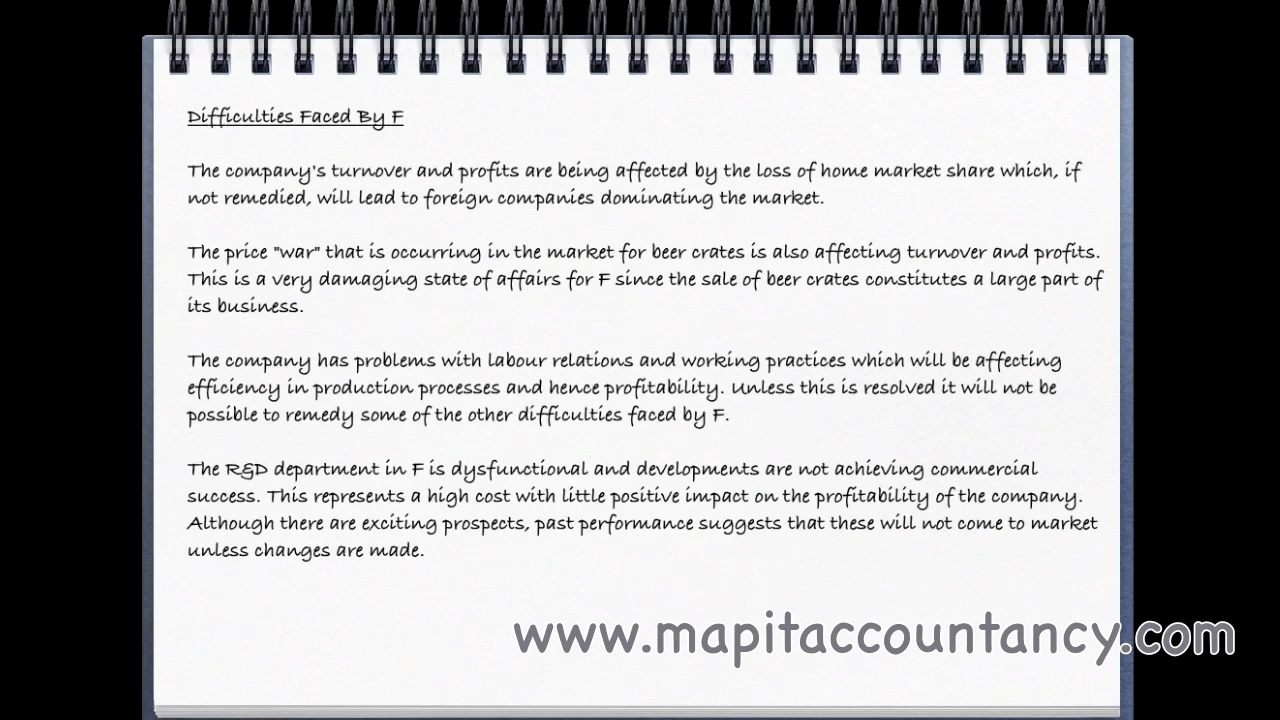 Difficulties Faced By F
The company's turnover and profits are being affected by the loss of home market share which, if
not remedied, will lead to foreign companies dominating the market.
The price "war" that is occurring in the market for beer crates is also affecting turnover and profits.
This is a very damaging state of affairs for F since the sale of beer crates constitutes a large part of
its business.
The company has problems with labour relations and working practices which will be affecting
efficiency in production processes and hence profitability. Unless this is resolved it will not be
possible to remedy some of the other difficulties faced by F.
The R&D department in F is dysfunctional and developments are not achieving commercial
success. This represents a high cost with little positive impact on the profitability of the company.
Although there are exciting prospects, past performance suggests that these will not come to market
unless changes are made.
www.mapitaccountancy.com